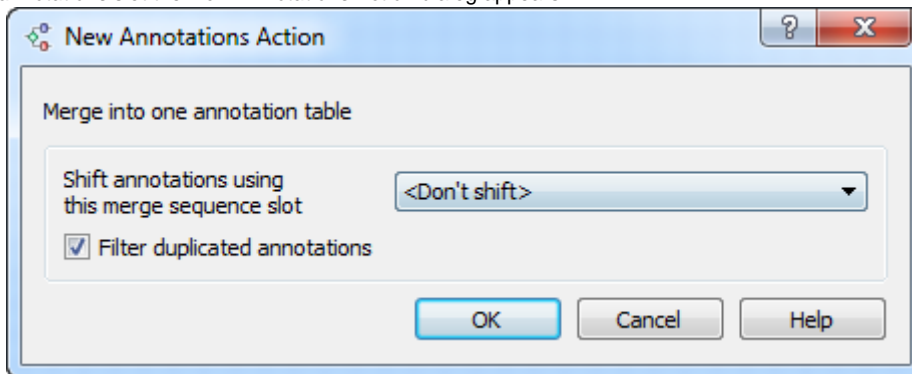 New Annotations Action
Merge into one annotation table
Shift annotations using
this merge sequence slot
<Don't shift>
Filter duplicated annotations
OK Cancel Help